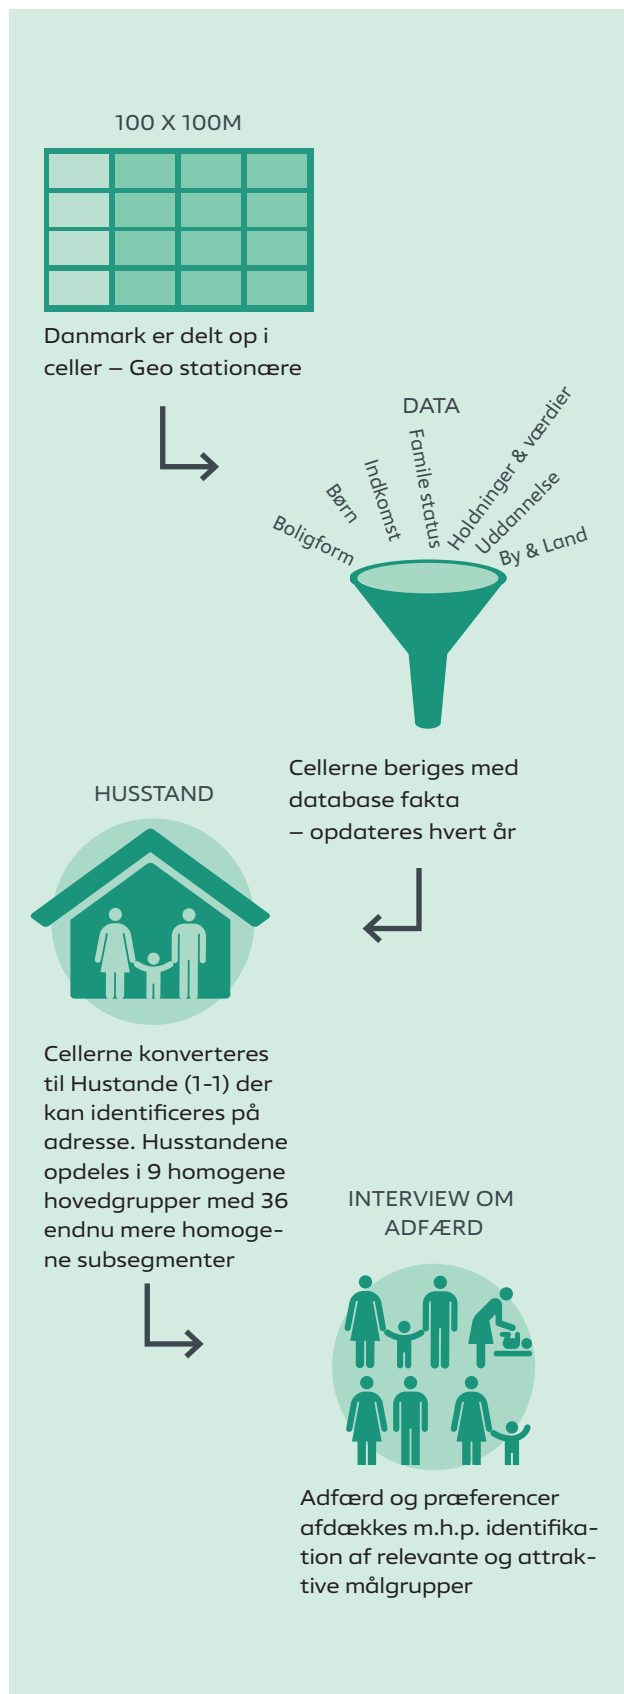 100 X 100M
Danmark er delt op i
celler – Geo stationære
DATA
Boligform
Børn
Indkomst
Famile status
Holdninger & værdier
Uddannelse
By & Land
Cellerne beriges med
database fakta
– opdateres hvert år
HUSSTAND
Cellerne konverteres
til Hustande (1-1) der
kan identificeres på
adresse. Husstandene
opdeles i 9 homogene
hovedgrupper med 36
endnu mere homoge-
ne subsegmenter
INTERVIEW OM
ADFÆRD
Adfærd og præferencer
afdækkes m.h.p. identifika-
tion af relevante og attrak-
tive målgrupper